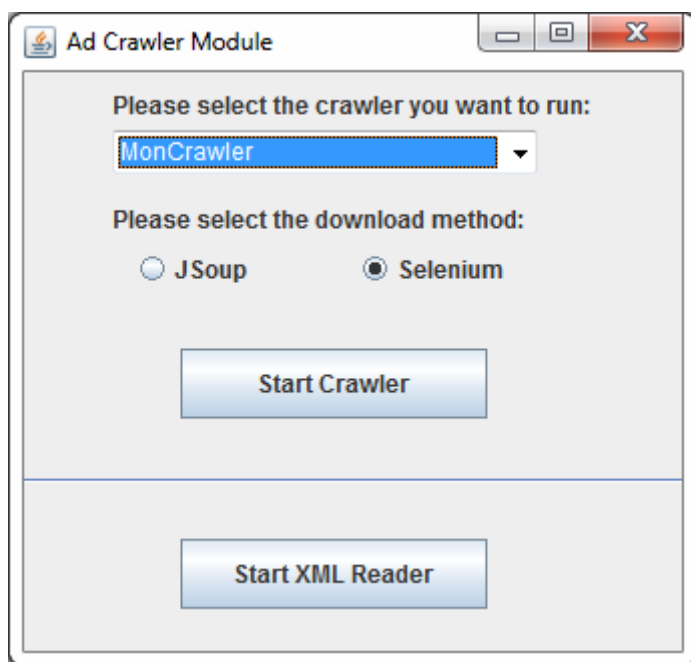 Ad Crawler Module
Please select the crawler you want to run:
MonCrawler
Please select the download method:
JSoup Selenium
Start Crawler
Start XML Reader